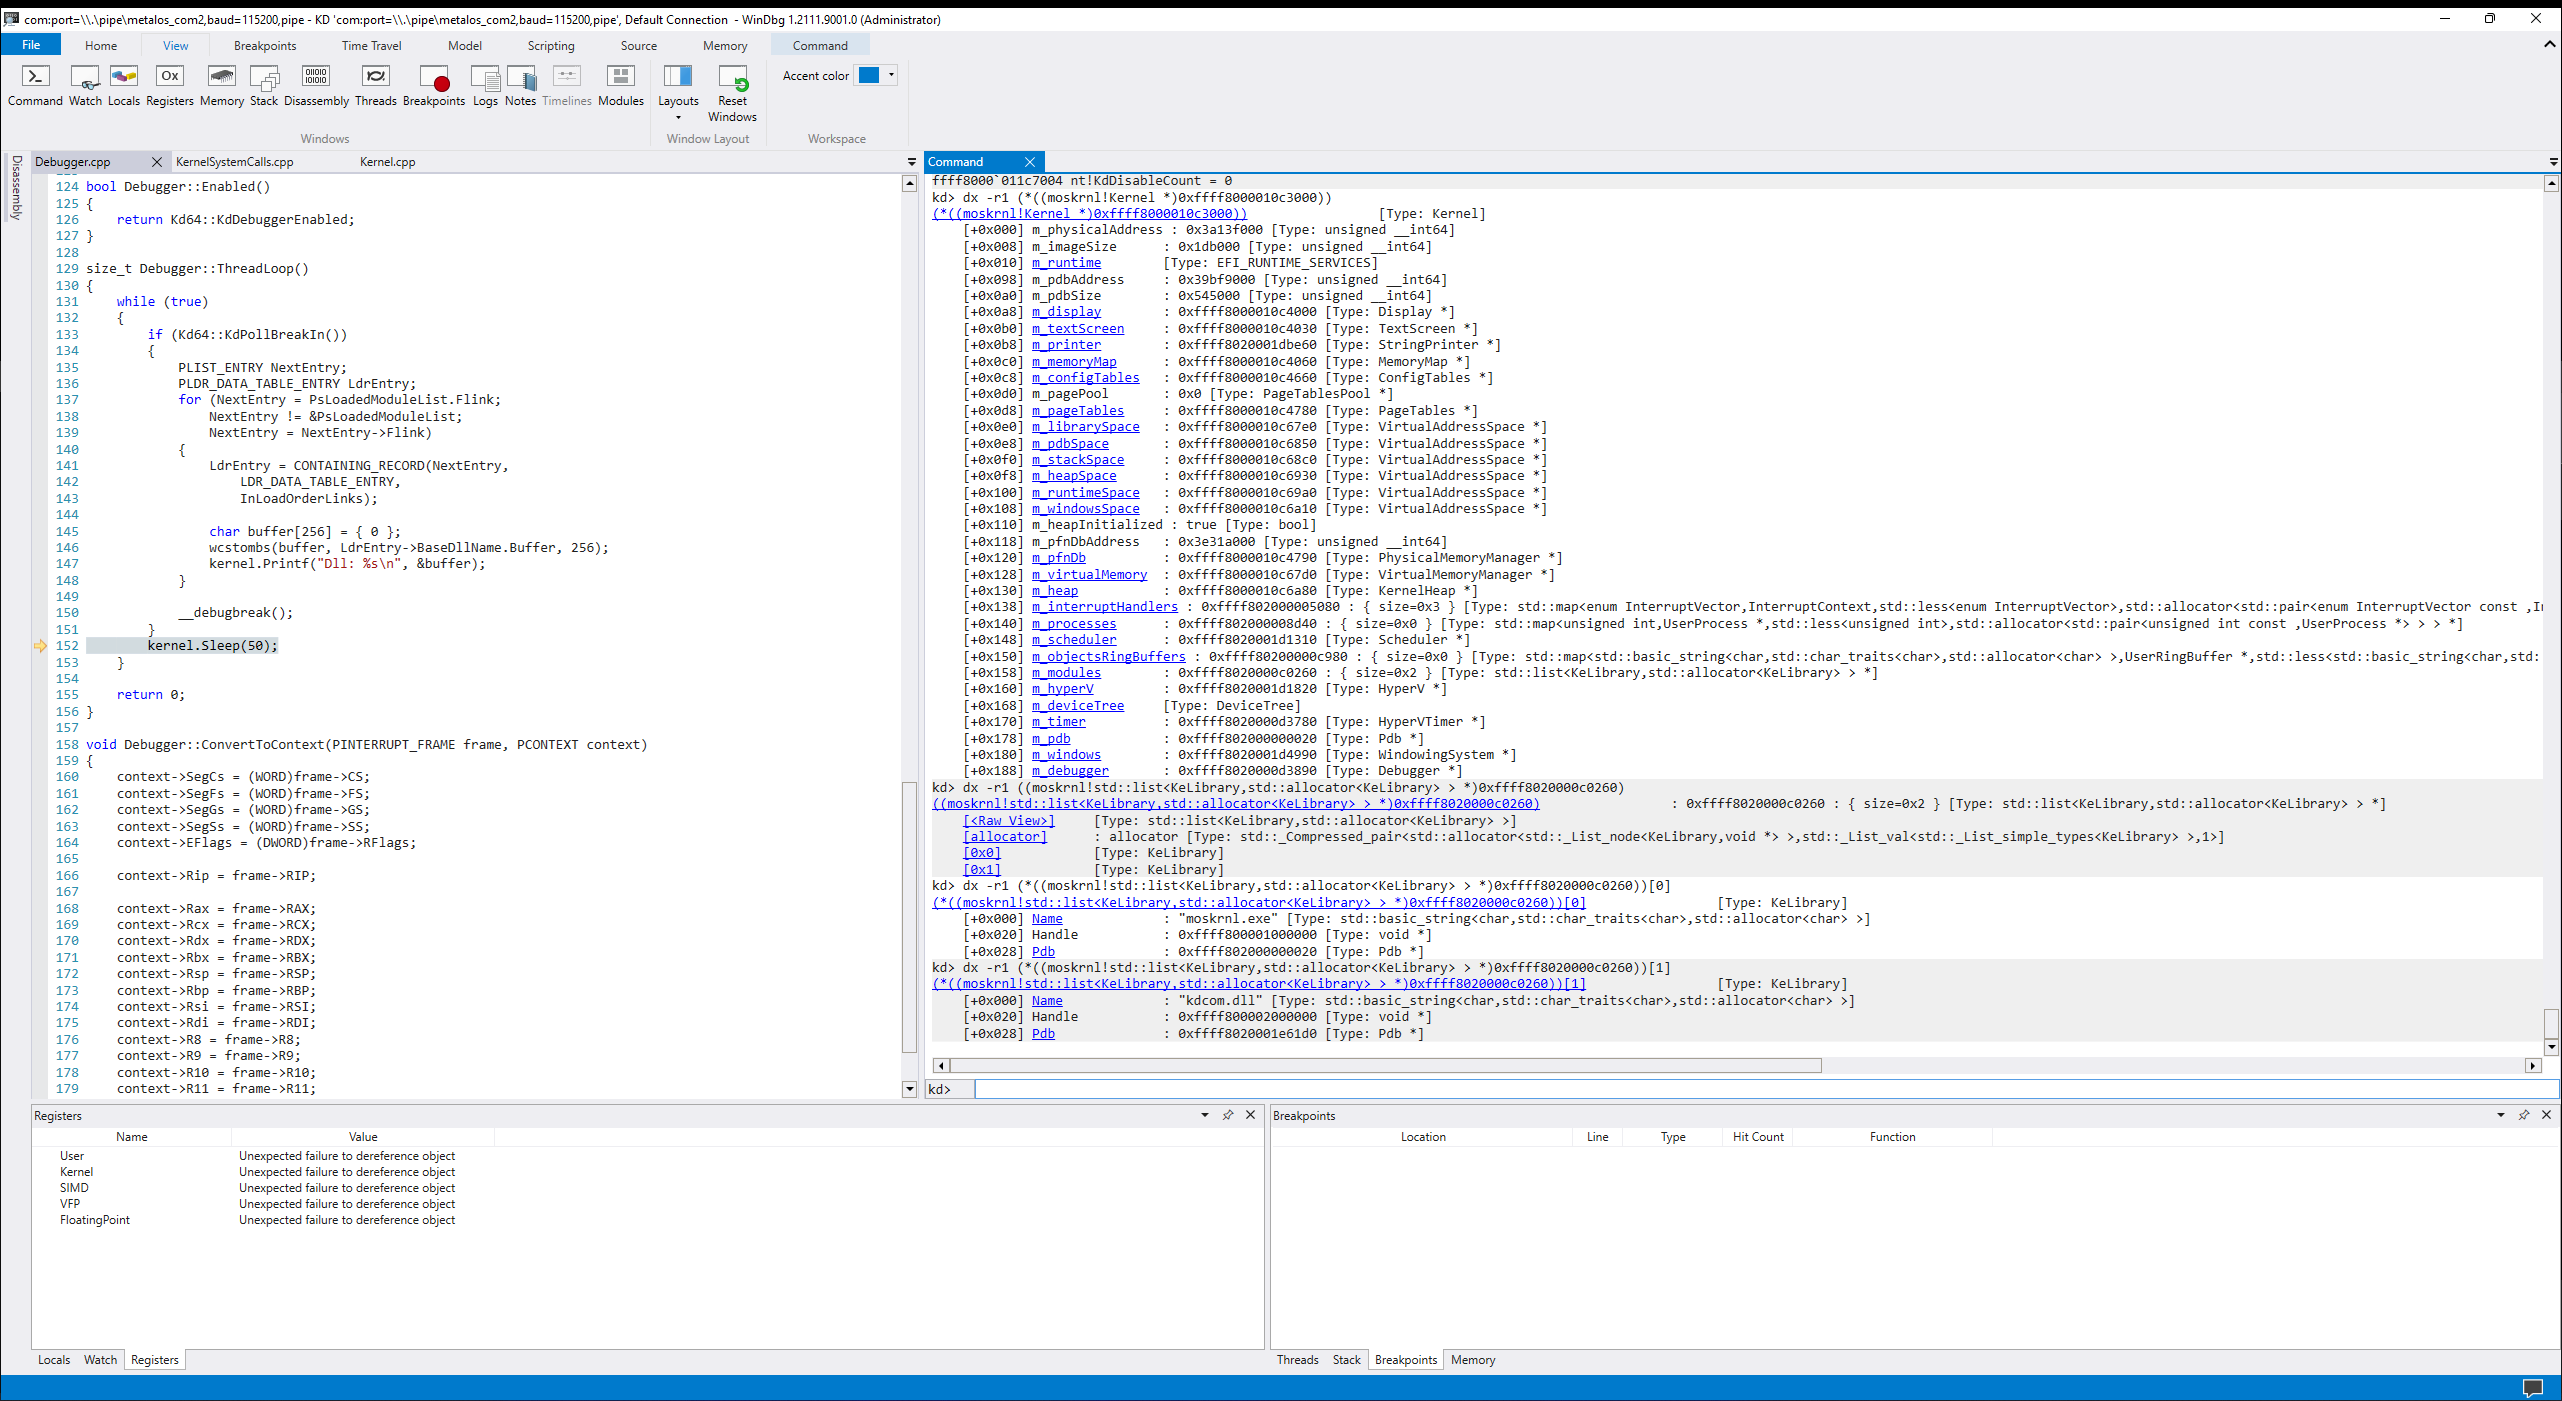 com:port=\\.\pipe\metalos_com2,baud=115200,pipe - KD 'com:port=\\.\pipe\metalos_com2,baud=115200,pipe', Default Connection - WinDbg 1.2111.9001.0 (Administrator)
File Home View Breakpoints Time Travel Model Scripting Source Memory Command
Command Watch Locals Registers Memory Stack Disassembly Threads Breakpoints Logs Notes Timelines Modules Layouts Reset Windows Accent color
Windows Window Layout Workspace
Disassembly
Debugger.cpp KernelSystemCalls.cpp Kernel.cpp
124 bool Debugger::Enabled()
125 {
126 return Kd64::KdDebuggerEnabled;
127 }
128
129 size_t Debugger::ThreadLoop()
130 {
131 while (true)
132 {
133 if (Kd64::KdPollBreakIn())
134 {
135 PLIST_ENTRY NextEntry;
136 PLDR_DATA_TABLE_ENTRY LdrEntry;
137 for (NextEntry = PsLoadedModuleList.Flink;
138 NextEntry != &PsLoadedModuleList;
139 NextEntry = NextEntry->Flink)
140 {
141 LdrEntry = CONTAINING_RECORD(NextEntry,
142 LDR_DATA_TABLE_ENTRY,
143 InLoadOrderLinks);
144
145 char buffer[256] = { 0 };
146 wcstombs(buffer, LdrEntry->BaseDllName.Buffer, 256);
147 kernel.Printf("Dll: %s\n", &buffer);
148 }
149
150 __debugbreak();
151 }
152 kernel.Sleep(50);
153 }
154
155 return 0;
156 }
157
158 void Debugger::ConvertToContext(PINTERRUPT_FRAME frame, PCONTEXT context)
159 {
160 context->SegCs = (WORD)frame->CS;
161 context->SegFs = (WORD)frame->FS;
162 context->SegGs = (WORD)frame->GS;
163 context->SegSs = (WORD)frame->SS;
164 context->EFlags = (DWORD)frame->RFlags;
165
166 context->Rip = frame->RIP;
167
168 context->Rax = frame->RAX;
169 context->Rcx = frame->RCX;
170 context->Rdx = frame->RDX;
171 context->Rbx = frame->RBX;
172 context->Rsp = frame->RSP;
173 context->Rbp = frame->RBP;
174 context->Rsi = frame->RSI;
175 context->Rdi = frame->RDI;
176 context->R8 = frame->R8;
177 context->R9 = frame->R9;
178 context->R10 = frame->R10;
179 context->R11 = frame->R11;
Command
ffff8000`011c7004 nt!KdDisableCount = 0
kd> dx -r1 (*((moskrnl!Kernel *)0xffff8000010c3000))
(*((moskrnl!Kernel *)0xffff8000010c3000)) [Type: Kernel]
[+0x000] m_physicalAddress : 0x3a13f000 [Type: unsigned __int64]
[+0x008] m_imageSize : 0x1db000 [Type: unsigned __int64]
[+0x010] m_runtime [Type: EFI_RUNTIME_SERVICES]
[+0x098] m_pdbAddress : 0x39bf9000 [Type: unsigned __int64]
[+0x0a0] m_pdbSize : 0x545000 [Type: unsigned __int64]
[+0x0a8] m_display : 0xffff8000010c4000 [Type: Display *]
[+0x0b0] m_textScreen : 0xffff8000010c4030 [Type: TextScreen *]
[+0x0b8] m_printer : 0xffff8020001dbe60 [Type: StringPrinter *]
[+0x0c0] m_memoryMap : 0xffff8000010c4060 [Type: MemoryMap *]
[+0x0c8] m_configTables : 0xffff8000010c4660 [Type: ConfigTables *]
[+0x0d0] m_pagePool : 0x0 [Type: PageTablesPool *]
[+0x0d8] m_pageTables : 0xffff8000010c4780 [Type: PageTables *]
[+0x0e0] m_librarySpace : 0xffff8000010c67e0 [Type: VirtualAddressSpace *]
[+0x0e8] m_pdbSpace : 0xffff8000010c6850 [Type: VirtualAddressSpace *]
[+0x0f0] m_stackSpace : 0xffff8000010c68c0 [Type: VirtualAddressSpace *]
[+0x0f8] m_heapSpace : 0xffff8000010c6930 [Type: VirtualAddressSpace *]
[+0x100] m_runtimeSpace : 0xffff8000010c69a0 [Type: VirtualAddressSpace *]
[+0x108] m_windowsSpace : 0xffff8000010c6a10 [Type: VirtualAddressSpace *]
[+0x110] m_heapInitialized : true [Type: bool]
[+0x118] m_pfnDbAddress : 0x3e31a000 [Type: unsigned __int64]
[+0x120] m_pfnDb : 0xffff8000010c4790 [Type: PhysicalMemoryManager *]
[+0x128] m_virtualMemory : 0xffff8000010c67d0 [Type: VirtualMemoryManager *]
[+0x130] m_heap : 0xffff8000010c6a80 [Type: KernelHeap *]
[+0x138] m_interruptHandlers : 0xffff802000005080 : { size=0x3 } [Type: std::map<enum InterruptVector,InterruptContext,std::less<enum InterruptVector>,std::allocator<std::pair<enum InterruptVector const ,I
[+0x140] m_processes : 0xffff802000008d40 : { size=0x0 } [Type: std::map<unsigned int,UserProcess *,std::less<unsigned int>,std::allocator<std::pair<unsigned int const ,UserProcess *> > > *]
[+0x148] m_scheduler : 0xffff8020001d1310 [Type: Scheduler *]
[+0x150] m_objectsRingBuffers : 0xffff80200000c980 : { size=0x0 } [Type: std::map<std::basic_string<char,std::char_traits<char>,std::allocator<char> >,UserRingBuffer *,std::less<std::basic_string<char,std:
[+0x158] m_modules : 0xffff8020000c0260 : { size=0x2 } [Type: std::list<KeLibrary,std::allocator<KeLibrary> > *]
[+0x160] m_hyperV : 0xffff8020001d1820 [Type: HyperV *]
[+0x168] m_deviceTree [Type: DeviceTree]
[+0x170] m_timer : 0xffff8020000d3780 [Type: HyperVTimer *]
[+0x178] m_pdb : 0xffff802000000020 [Type: Pdb *]
[+0x180] m_windows : 0xffff8020001d4990 [Type: WindowingSystem *]
[+0x188] m_debugger : 0xffff8020000d3890 [Type: Debugger *]
kd> dx -r1 ((moskrnl!std::list<KeLibrary,std::allocator<KeLibrary> > *)0xffff8020000c0260)
((moskrnl!std::list<KeLibrary,std::allocator<KeLibrary> > *)0xffff8020000c0260) : 0xffff8020000c0260 : { size=0x2 } [Type: std::list<KeLibrary,std::allocator<KeLibrary> > *]
[<Raw View>] [Type: std::list<KeLibrary,std::allocator<KeLibrary> >]
[allocator] : allocator [Type: std::_Compressed_pair<std::allocator<std::_List_node<KeLibrary,void *> >,std::_List_val<std::_List_simple_types<KeLibrary> >,1>]
[0x0] [Type: KeLibrary]
[0x1] [Type: KeLibrary]
kd> dx -r1 (*((moskrnl!std::list<KeLibrary,std::allocator<KeLibrary> > *)0xffff8020000c0260))[0]
(*((moskrnl!std::list<KeLibrary,std::allocator<KeLibrary> > *)0xffff8020000c0260))[0] [Type: KeLibrary]
[+0x000] Name : "moskrnl.exe" [Type: std::basic_string<char,std::char_traits<char>,std::allocator<char> >]
[+0x020] Handle : 0xffff800001000000 [Type: void *]
[+0x028] Pdb : 0xffff802000000020 [Type: Pdb *]
kd> dx -r1 (*((moskrnl!std::list<KeLibrary,std::allocator<KeLibrary> > *)0xffff8020000c0260))[1]
(*((moskrnl!std::list<KeLibrary,std::allocator<KeLibrary> > *)0xffff8020000c0260))[1] [Type: KeLibrary]
[+0x000] Name : "kdcom.dll" [Type: std::basic_string<char,std::char_traits<char>,std::allocator<char> >]
[+0x020] Handle : 0xffff800002000000 [Type: void *]
[+0x028] Pdb : 0xffff8020001e61d0 [Type: Pdb *]
kd>
Registers
Name Value
User Unexpected failure to dereference object
Kernel Unexpected failure to dereference object
SIMD Unexpected failure to dereference object
VFP Unexpected failure to dereference object
FloatingPoint Unexpected failure to dereference object
Locals Watch Registers
Breakpoints
Location Line Type Hit Count Function
Threads Stack Breakpoints Memory